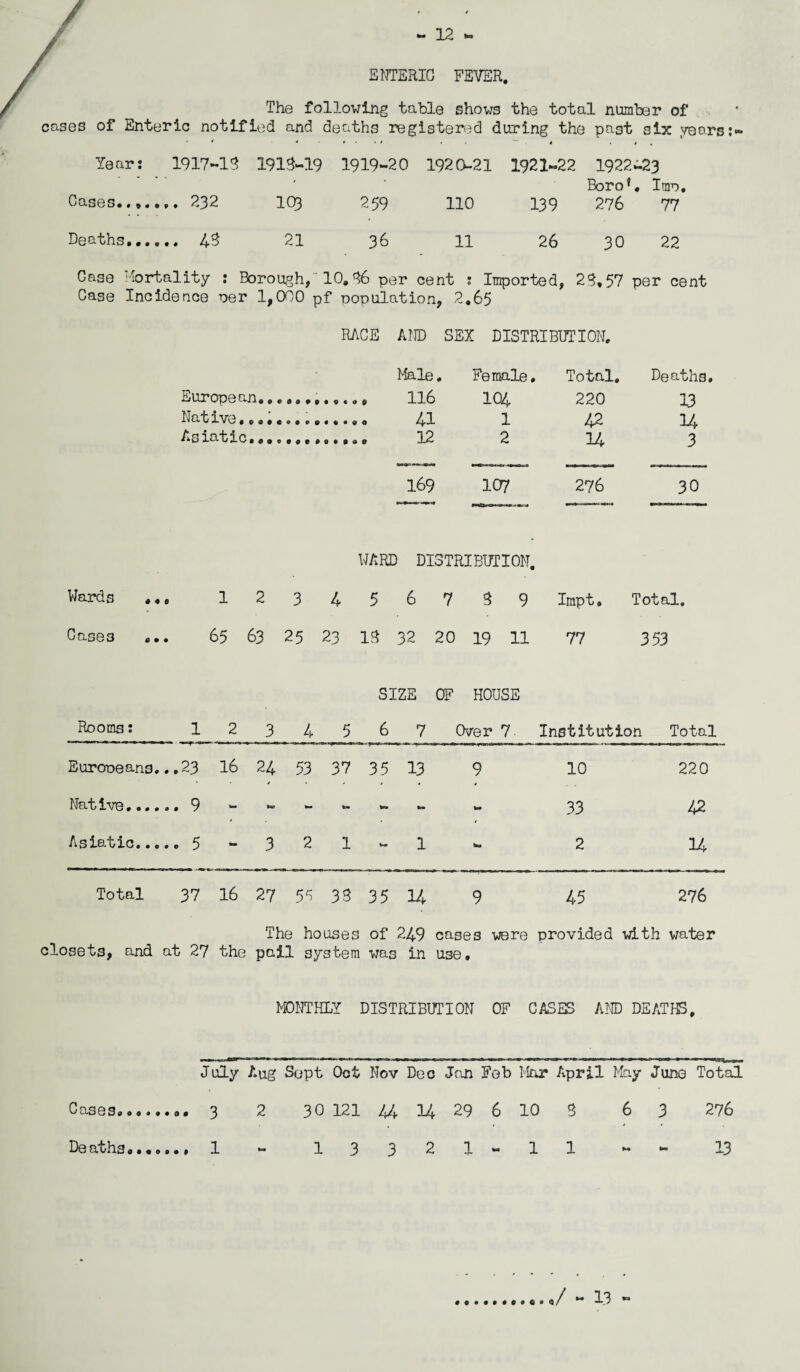 - 12 -
ENTERIC FEVER.
The following table shows the total number of
cases of Enteric notified and deaths registered during the past six years:-
Year: 1917-18 1918-19 1919-20 1920-21 1921-22 1922-23
Boro'. Imp.
Cases....... 232 103 259 110 139 276 77
Deaths...... 48 21 36 11 26 30 22
Case Mortality : Borough, 10.86 per cent : Imported, 28,57 per cent
Case Incidence per 1,000 pf population, 2.65
RACE AND SEX DISTRIBUTION.
Male. Female. Total. Deaths.
European............. 116 104 220 13
Native............... 41 1 42 14
Asiatic.............. 12 2 14 3
169 107 276 30
WARD DISTRIBUTION.
Wards ... 1 2 3 4 5 6 7 8 9 Impt. Total.
Cases ... 65 63 25 23 18 32 20 19 11 77 353
SIZE OF HOUSE
Rooms: 1 2 3 4 5 6 7 Over 7 Institution Total
Europeans...23 16 24 53 37 35 13 9 10 220
Native...... 9 - - - - - - - 33 42
Asiatic..... 5 - 3 2 1 - 1 - 2 14
Total 37 16 27 55 38 35 14 9 45 276
The houses of 249 cases were provided with water
closets, and at 27 the pail system was in use.
MONTHLY DISTRIBUTION OF CASES AND DEATHS.
July Aug Sept Oct Nov Dec Jan Feb Mar April May June Total
Cases......... 3 2 30 121 44 14 29 6 10 8 6 3 276
Deaths........ 1 - 1 3 3 2 1 - 1 1 - - 13
............/ - 13 -